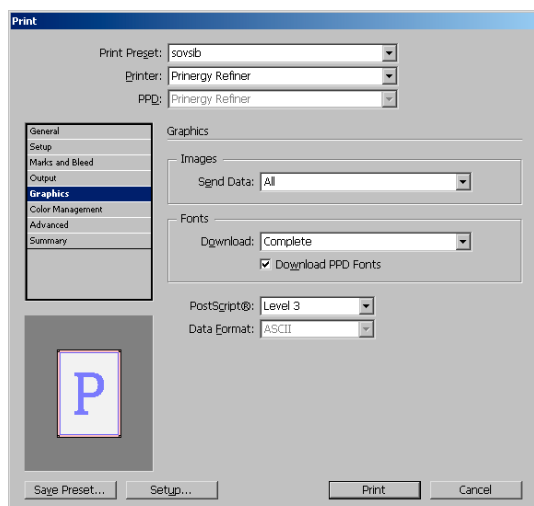 Print
Print Preset: sovsib
Printer: Prinergy Refiner
PPD: Prinergy Refiner
General
Setup
Marks and Bleed
Output
Graphics
Color Management
Advanced
Summary
Graphics
Images
Send Data: All
Fonts
Download: Complete
Download PPD Fonts
PostScript®: Level 3
Data Format: ASCII
P
Save Preset... Setup... Print Cancel